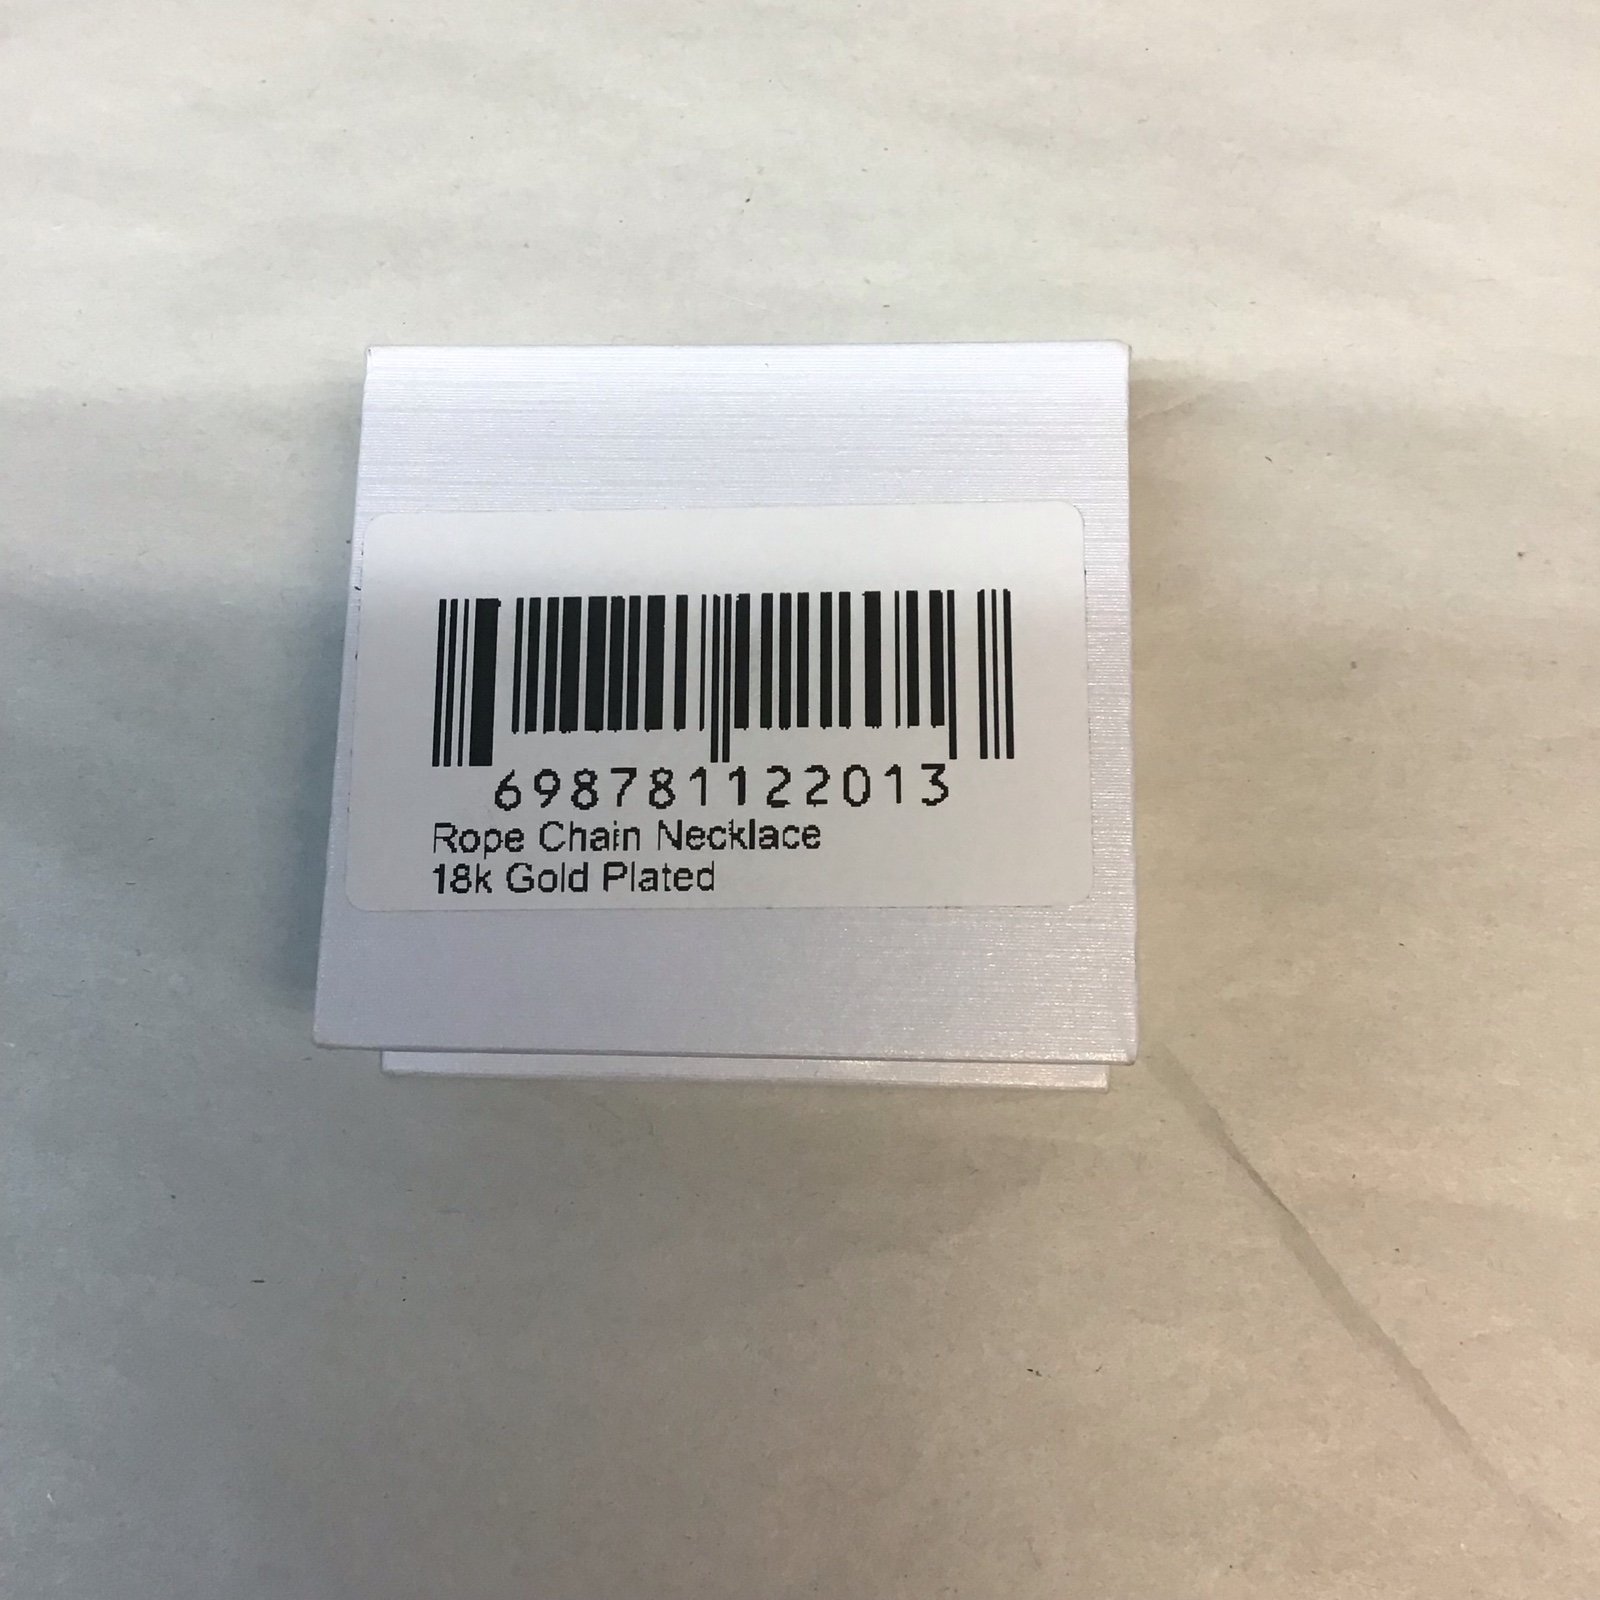 698781122013
Rope Chain Necklace
18k Gold Plated